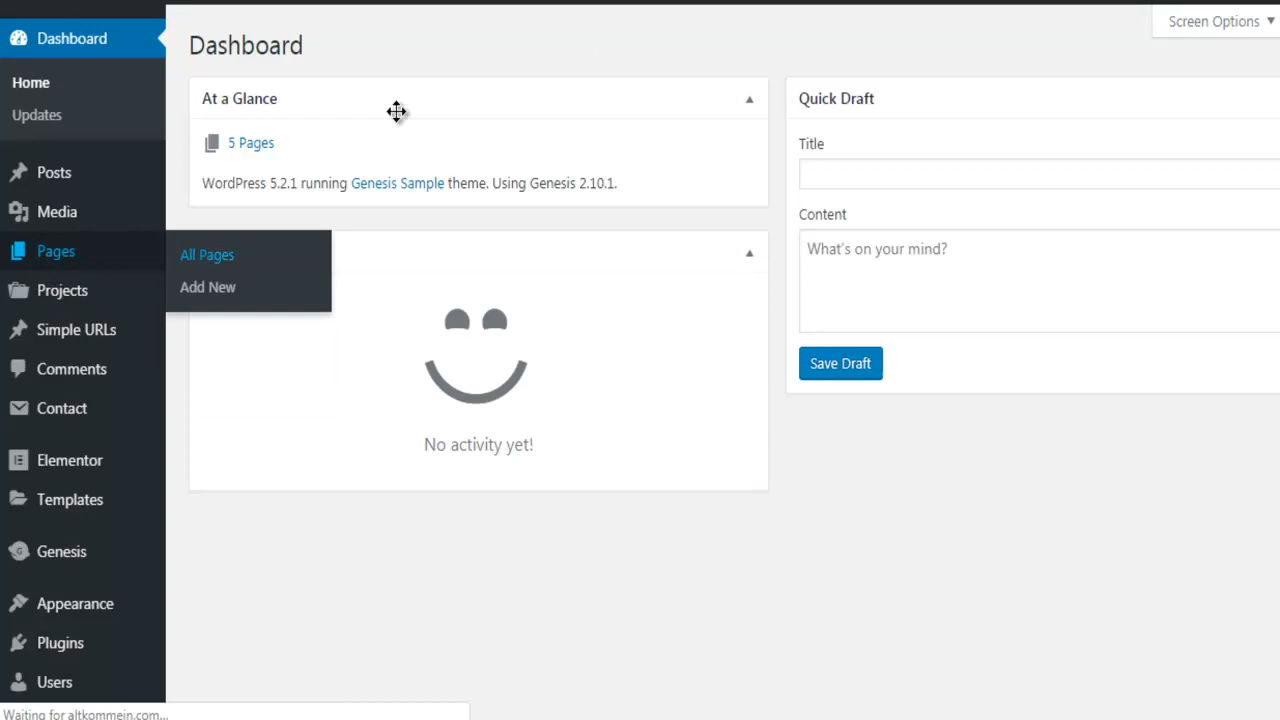 Dashboard
Home
Updates
Posts
Media
Pages
All Pages
Add New
Projects
Simple URLs
Comments
Contact
Elementor
Templates
Genesis
Appearance
Plugins
Users
Waiting for altkommein.com...
Screen Options
Dashboard
At a Glance
5 Pages
WordPress 5.2.1 running Genesis Sample theme. Using Genesis 2.10.1.
No activity yet!
Quick Draft
Title
Content
What's on your mind?
Save Draft